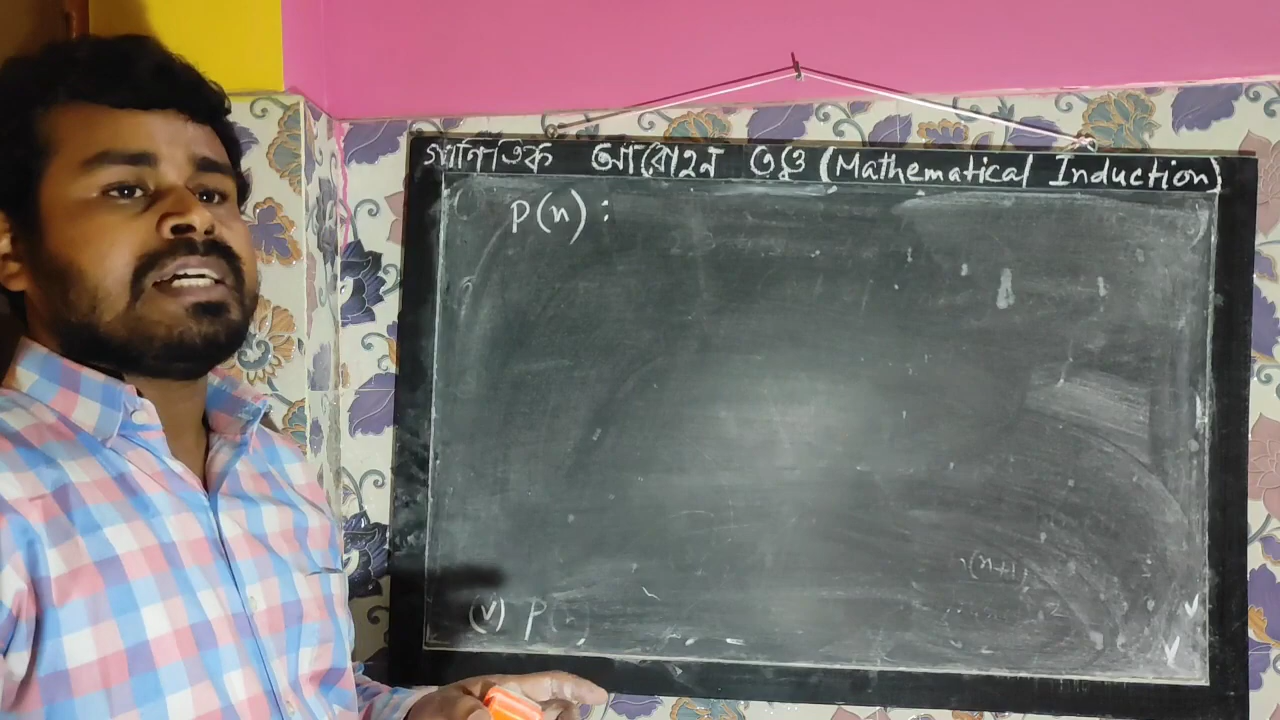 গানিতিক আরোহন তত্ত্ব (Mathematical Induction)
P(n) :
(v) P(